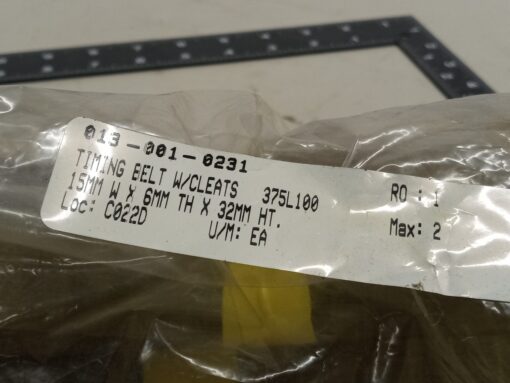 013-001-0231
TIMING BELT W/CLEATS 375L100 RO : 1
15MM W X 6MM TH X 32MM HT.
Loc: C022D U/M: EA Max: 2